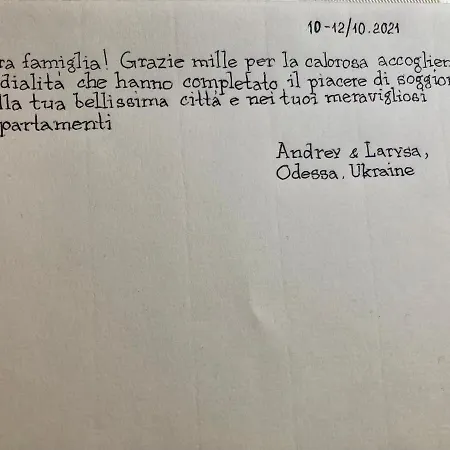 10-12/10.2021
ra famiglia! Grazie mille per la calorosa accoglien
dialità che hanno completato il piacere di soggior
lla tua bellissima città e nei tuoi meravigliosi
partamenti
Andrey & Larysa,
Odessa, Ukraine